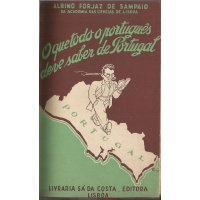 ALBINO FORJAZ DE SAMPAIO
DA ACADEMIA DAS CIÊNCIAS DE LISBOA
O que todo o português
deve saber de Portugal
PORTUGAL
LIVRARIA SÁ DA COSTA, EDITORA
LISBOA